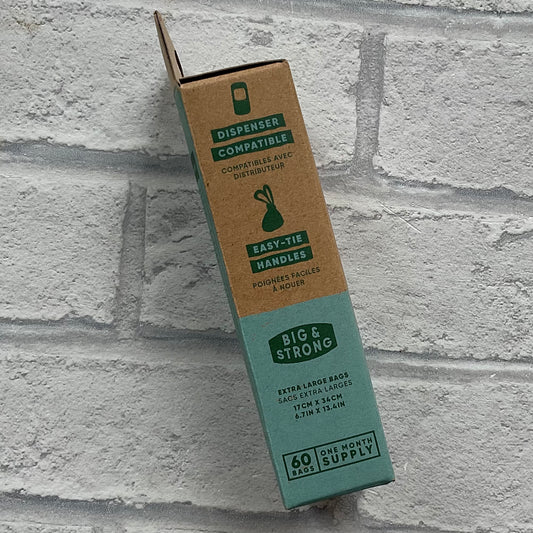 DISPENSER
COMPATIBLE
COMPATIBLES AVEC
DISTRIBUTEUR
EASY-TIE
HANDLES
POIGNÉES FACILES
À NOUER
BIG &
STRONG
EXTRA LARGE BAGS
SACS EXTRA LARGES
17CM X 34CM
6.7IN X 13.4IN
60
BAGS
ONE MONTH
SUPPLY